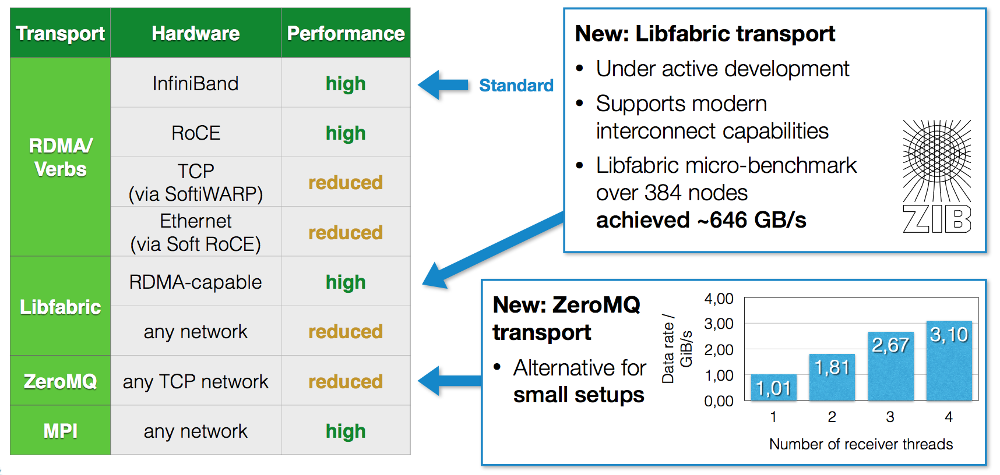 Transport Hardware Performance
RDMA/
Verbs
InfiniBand high
RoCE high
TCP
(via SoftiWARP) reduced
Ethernet
(via Soft RoCE) reduced
Libfabric
RDMA-capable high
any network reduced
ZeroMQ any TCP network reduced
MPI any network high
Standard
New: Libfabric transport
• Under active development
• Supports modern
interconnect capabilities
• Libfabric micro-benchmark
over 384 nodes
achieved ~646 GB/s
ZIB
New: ZeroMQ
transport
• Alternative for
small setups
Data rate /
GiB/s
4,00
3,00
2,00
1,00
0,00
1,01
1,81
2,67
3,10
1 2 3 4
Number of receiver threads